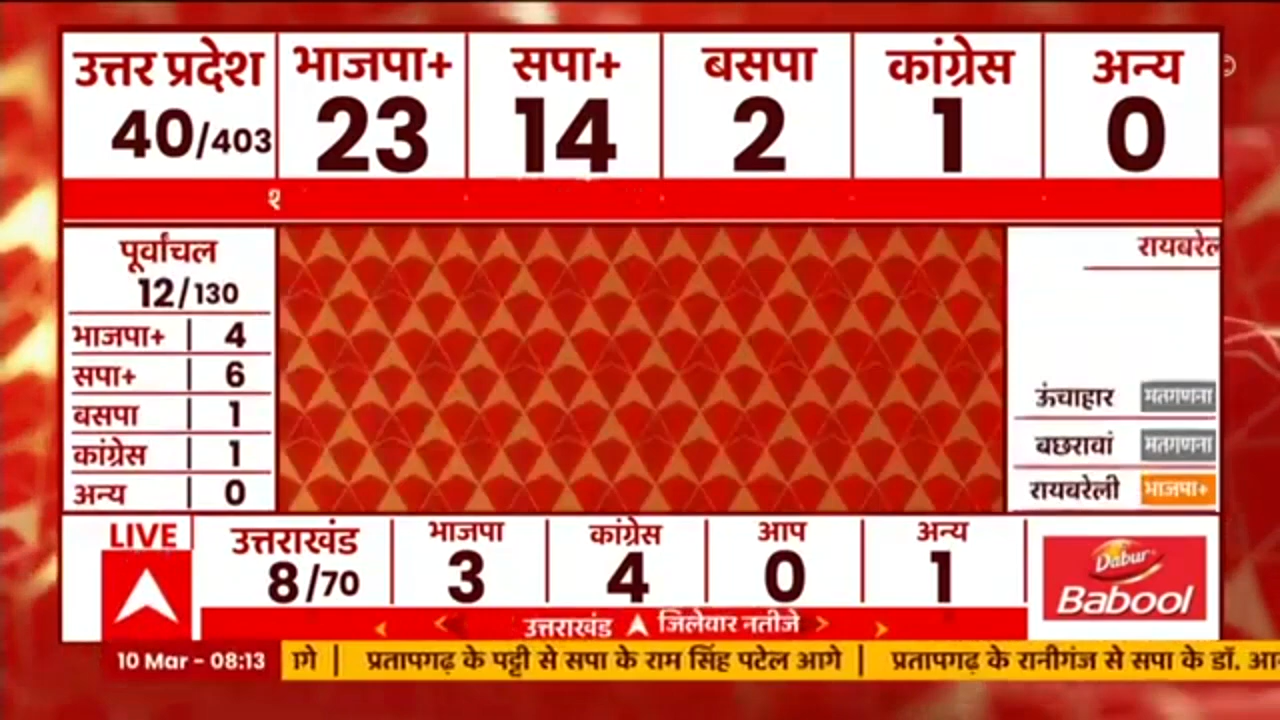 उत्तर प्रदेश भाजपा+ सपा+ बसपा कांग्रेस अन्य
40/403 23 14 2 1 0
पूर्वांचल
12/130
भाजपा+ 4
सपा+ 6
बसपा 1
कांग्रेस 1
अन्य 0
ऊंचाहार मतगणना
बछरावां मतगणना
रायबरेली भाजपा+
LIVE
उत्तराखंड भाजपा कांग्रेस आप अन्य
8/70 3 4 0 1
Dabur
Babool
उत्तराखंड जिलेवार नतीजे
10 Mar - 08:13
गे | प्रतापगढ़ के पट्टी से सपा के राम सिंह पटेल आगे | प्रतापगढ़ के रानीगंज से सपा के डॉ.